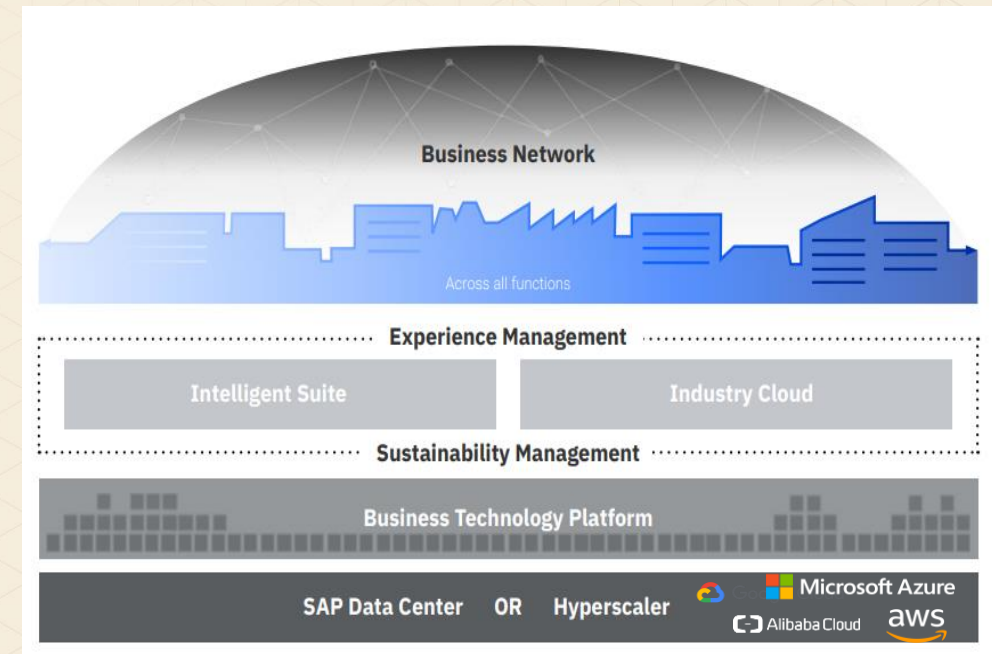 Business Network
Across all functions
Experience Management
Intelligent Suite Industry Cloud
Sustainability Management
Business Technology Platform
SAP Data Center OR Hyperscaler
Microsoft Azure
Alibaba Cloud aws